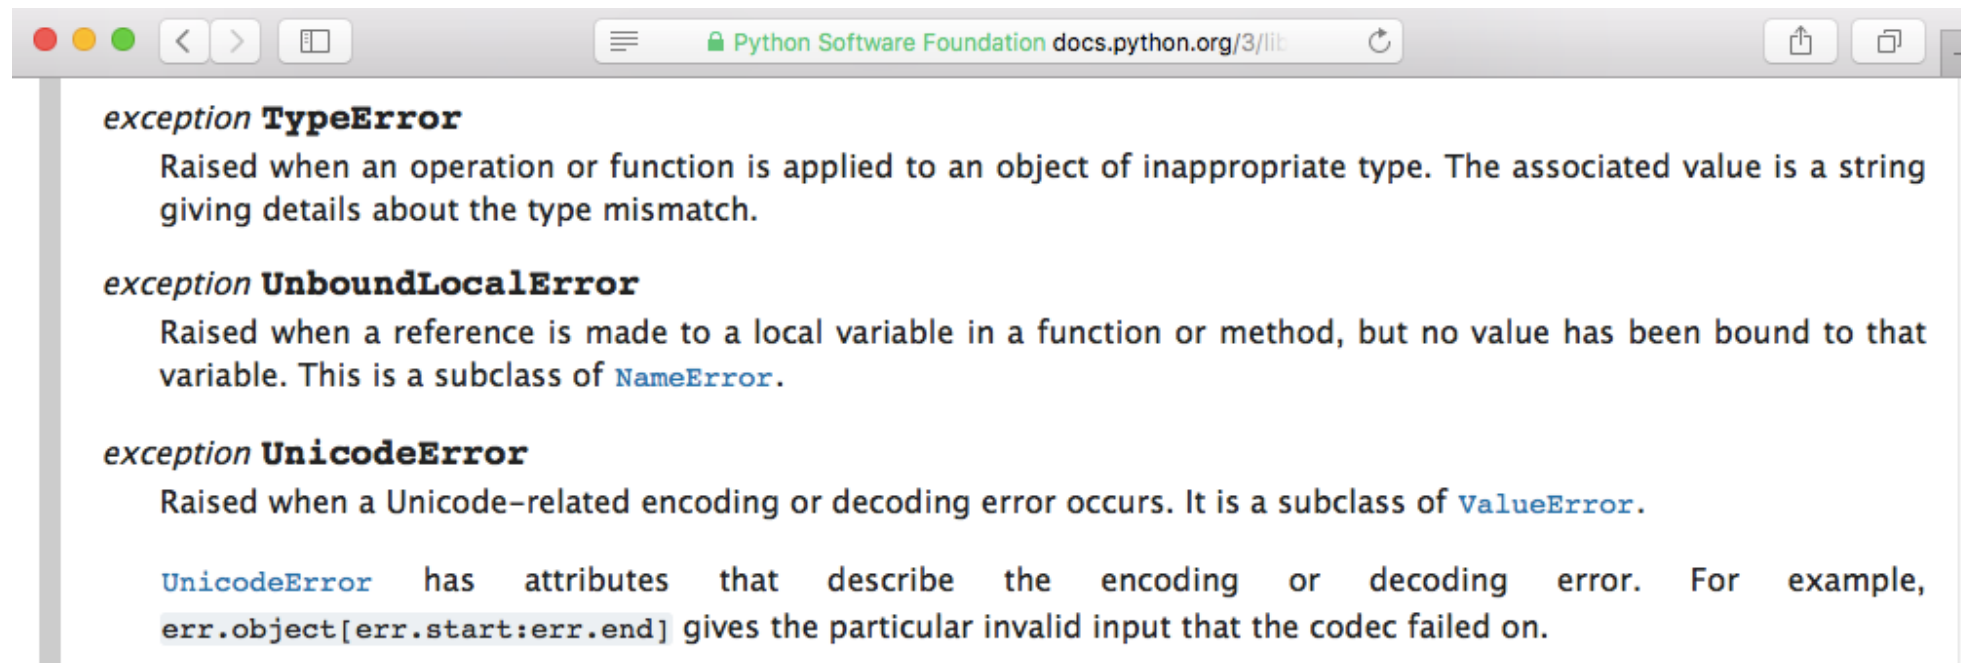 Python Software Foundation docs.python.org/3/lib
exception TypeError
Raised when an operation or function is applied to an object of inappropriate type. The associated value is a string
giving details about the type mismatch.
exception UnboundLocalError
Raised when a reference is made to a local variable in a function or method, but no value has been bound to that
variable. This is a subclass of NameError.
exception UnicodeError
Raised when a Unicode-related encoding or decoding error occurs. It is a subclass of ValueError.
UnicodeError has attributes that describe the encoding or decoding error. For example,
err.object[err.start:err.end] gives the particular invalid input that the codec failed on.